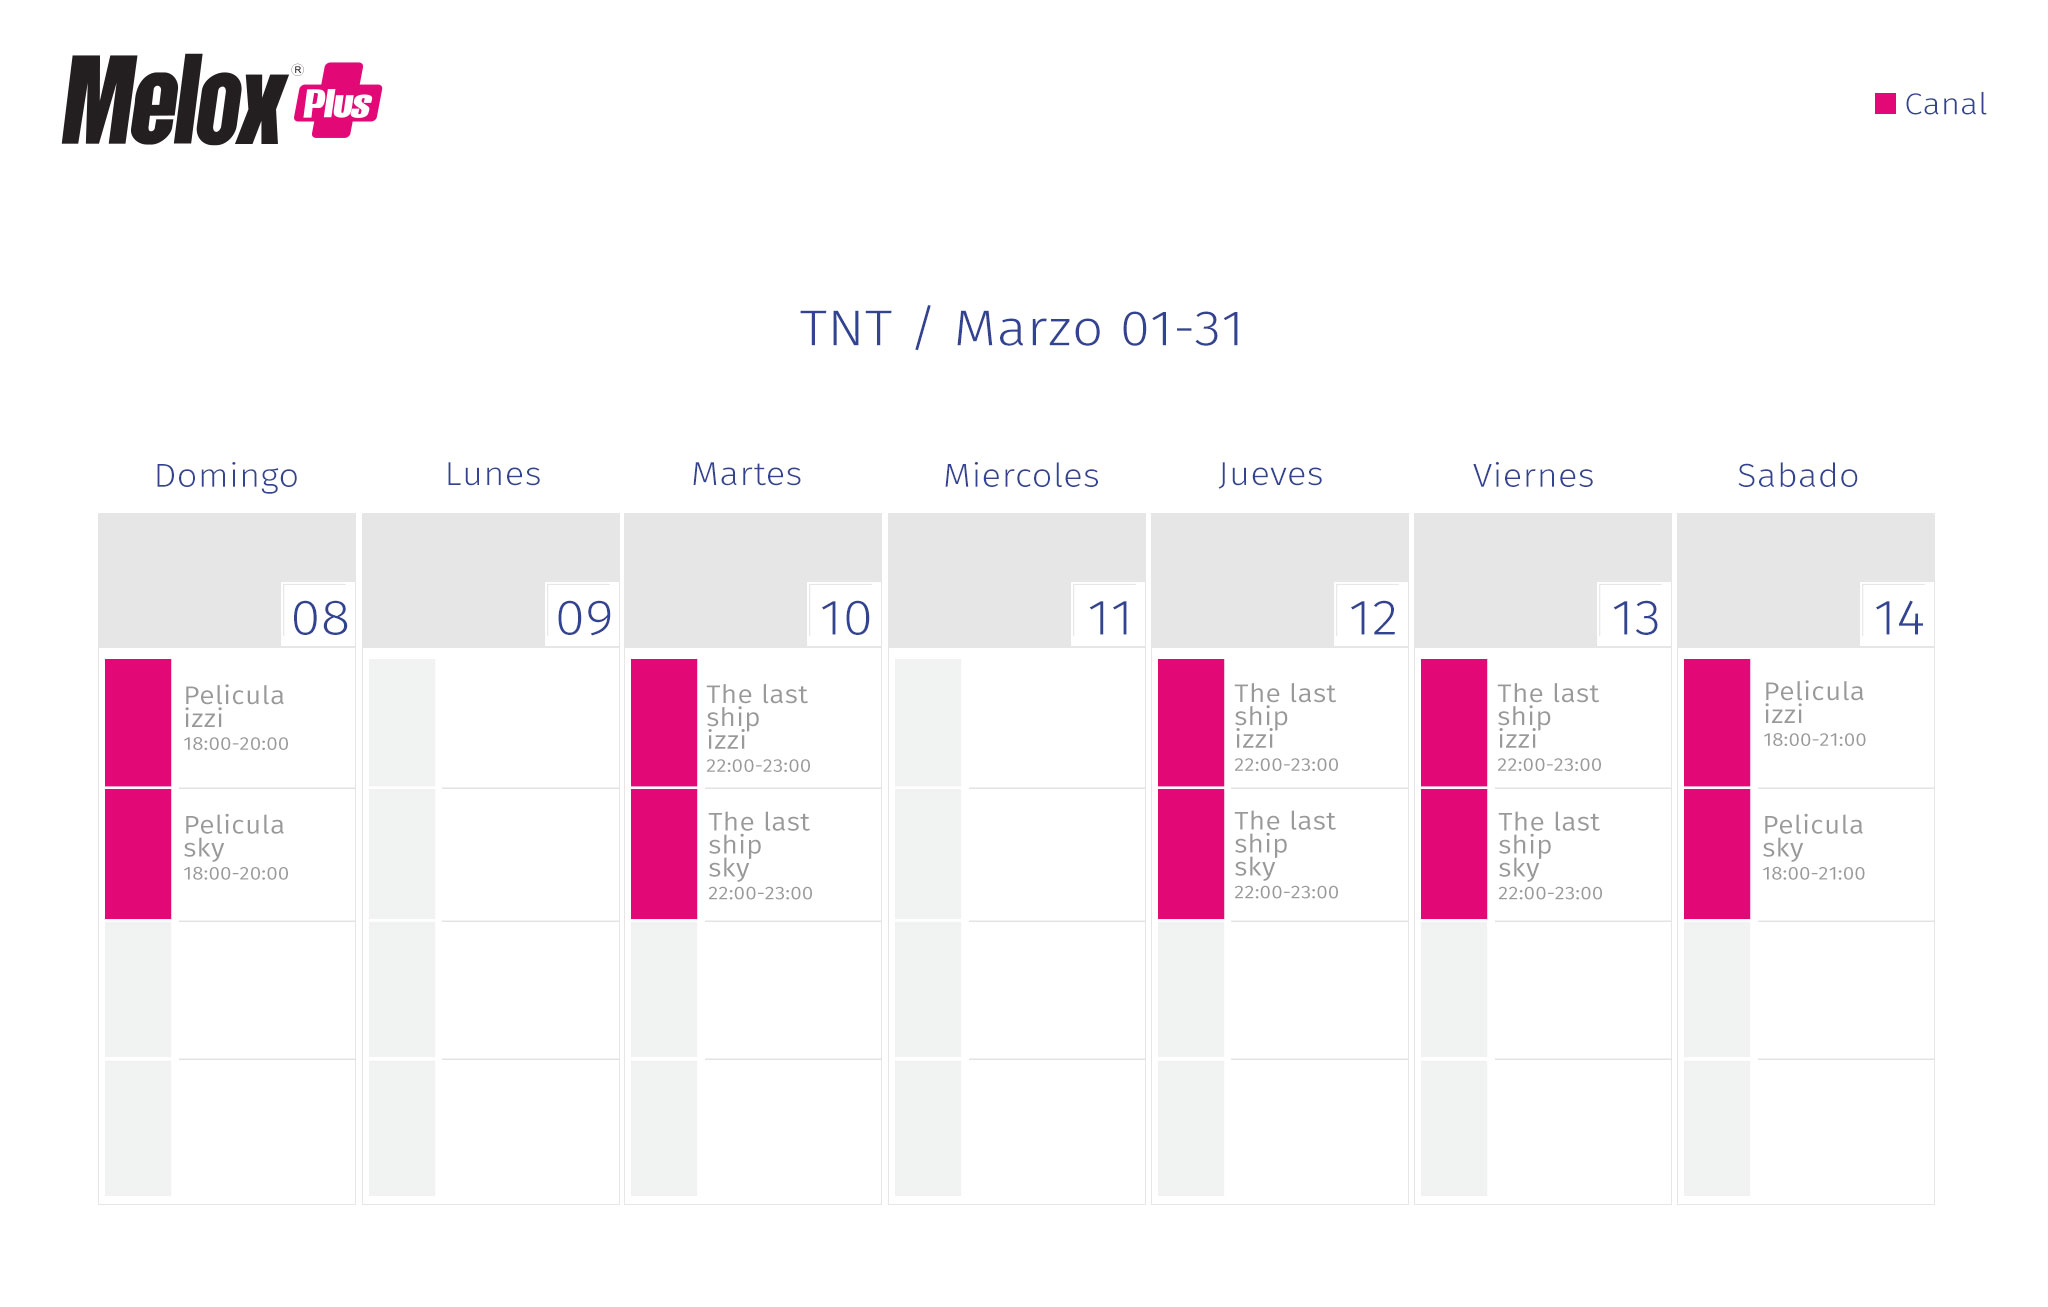 Melox® Plus
Canal
TNT / Marzo 01-31
Domingo Lunes Martes Miercoles Jueves Viernes Sabado
08 09 10 11 12 13 14
Pelicula
izzi
18:00-20:00
Pelicula
sky
18:00-20:00
The last
ship
izzi
22:00-23:00
The last
ship
sky
22:00-23:00
The last
ship
izzi
22:00-23:00
The last
ship
sky
22:00-23:00
The last
ship
izzi
22:00-23:00
The last
ship
sky
22:00-23:00
Pelicula
izzi
18:00-21:00
Pelicula
sky
18:00-21:00